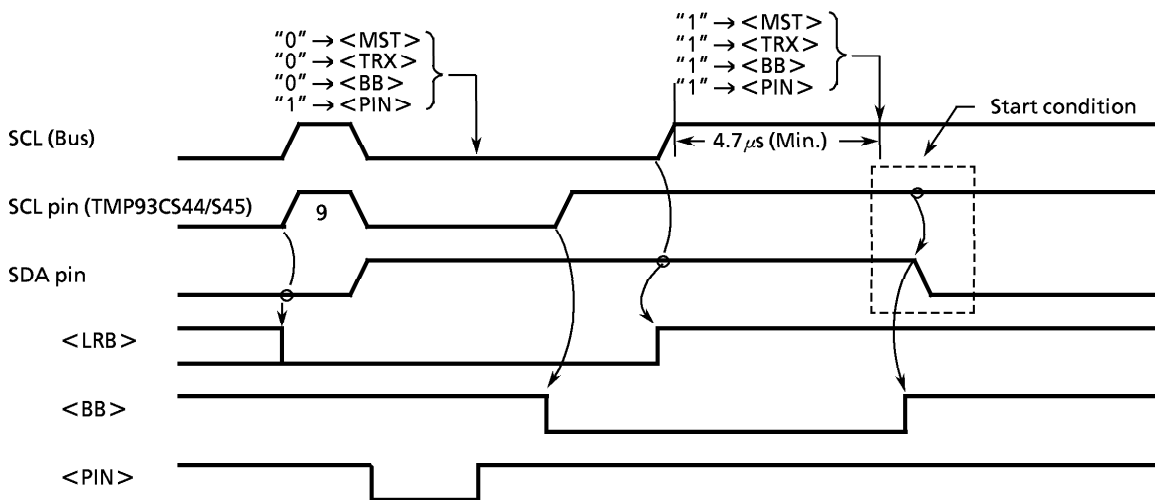 “0” → <MST>
“0” → <TRX>
“0” → <BB>
“1” → <PIN>
“1” → <MST>
“1” → <TRX>
“1” → <BB>
“1” → <PIN>
Start condition
SCL (Bus)
4.7μs (Min.)
SCL pin (TMP93CS44/S45)
9
SDA pin
<LRB>
<BB>
<PIN>